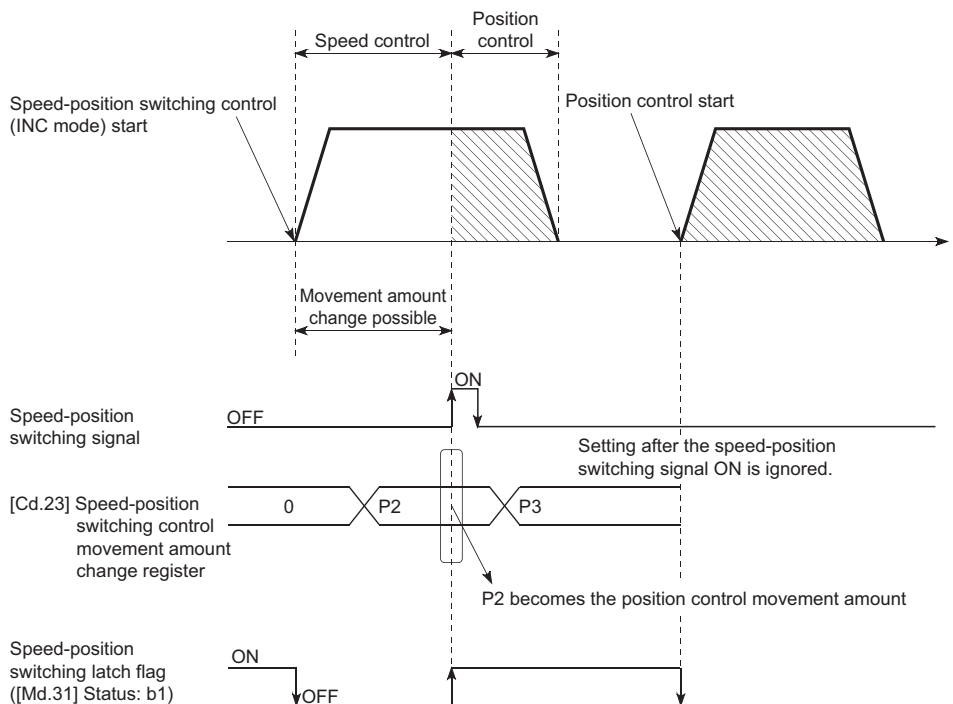 Position
control
Speed control
Speed-position switching control
(INC mode) start
Position control start
Movement amount
change possible
ON
Speed-position
switching signal
OFF
Setting after the speed-position
switching signal ON is ignored.
[Cd.23] Speed-position
switching control
movement amount
change register
0
P2
P3
P2 becomes the position control movement amount
Speed-position
switching latch flag
([Md.31] Status: b1)
ON
OFF